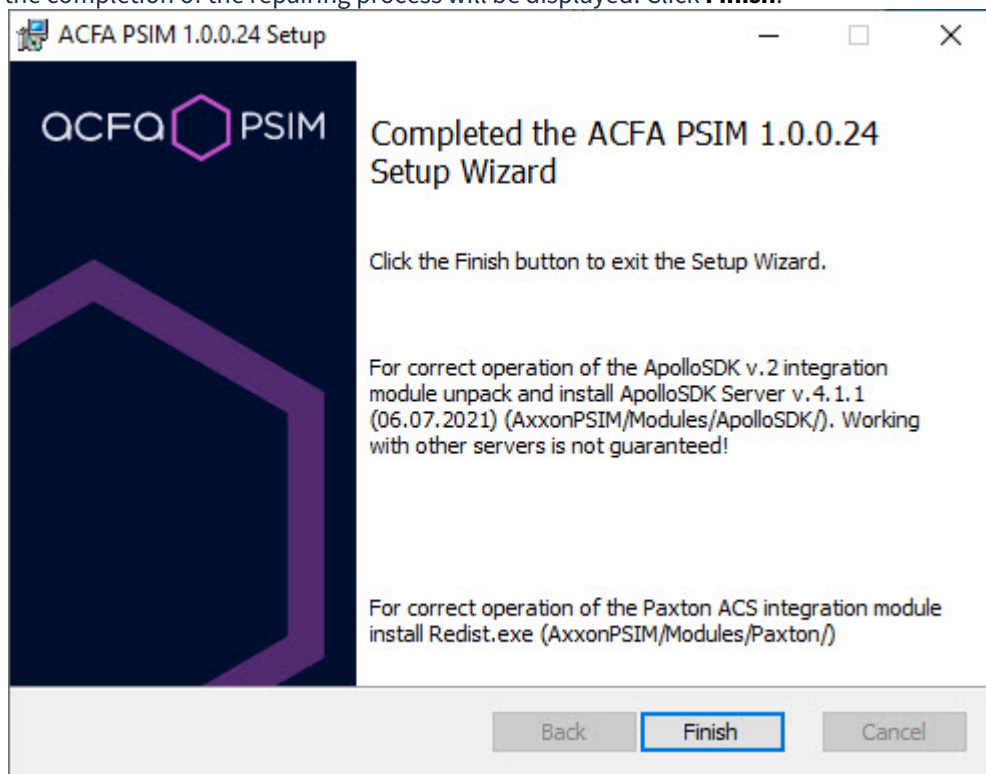 the completion of the repairing process will be displayed. Click Finish.
ACFA PSIM 1.0.0.24 Setup
acFa PSIM
Completed the ACFA PSIM 1.0.0.24
Setup Wizard
Click the Finish button to exit the Setup Wizard.
For correct operation of the ApolloSDK v.2 integration
module unpack and install ApolloSDK Server v.4.1.1
(06.07.2021) (AxxonPSIM/Modules/ApolloSDK/). Working
with other servers is not guaranteed!
For correct operation of the Paxton ACS integration module
install Redist.exe (AxxonPSIM/Modules/Paxton/)
Back
Finish
Cancel